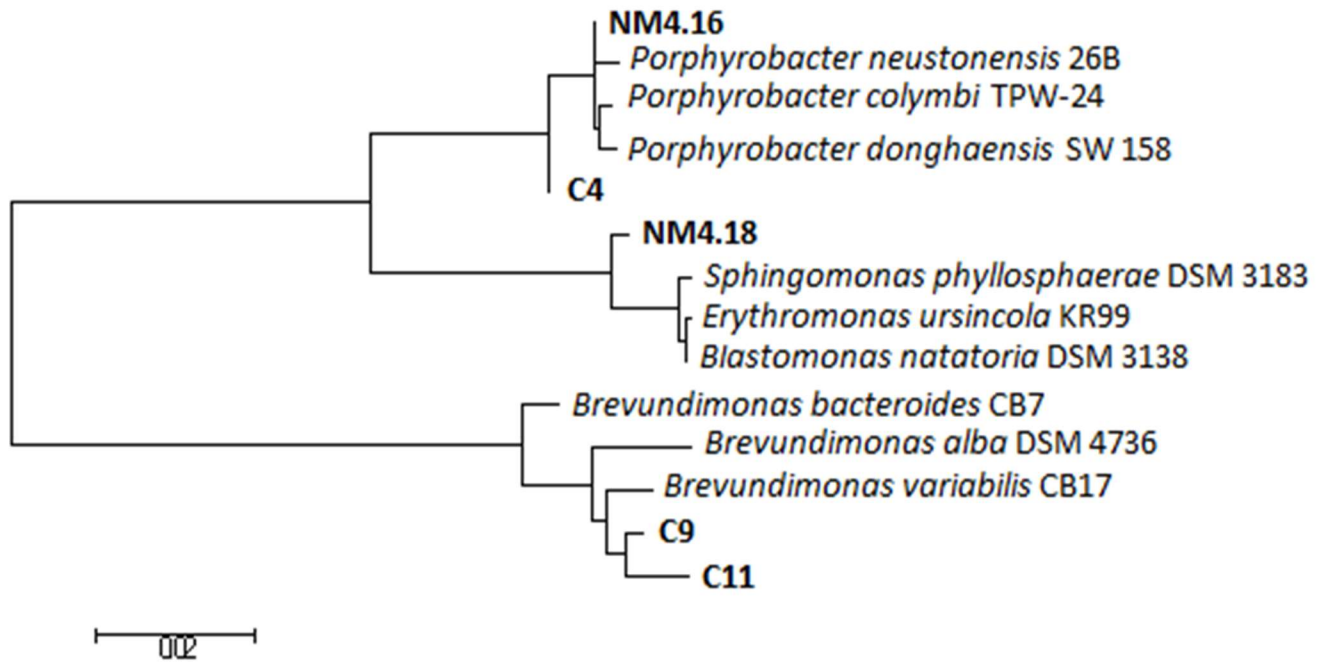 NM4.16
Porphyrobacter neustonensis 26B
Porphyrobacter colymbi TPW-24
Porphyrobacter donghaensis SW 158
C4
NM4.18
Sphingomonas phyllosphaerae DSM 3183
Erythromonas ursincola KR99
Blastomonas natatoria DSM 3138
Brevundimonas bacteroides CB7
Brevundimonas alba DSM 4736
Brevundimonas variabilis CB17
C9
C11
0.02